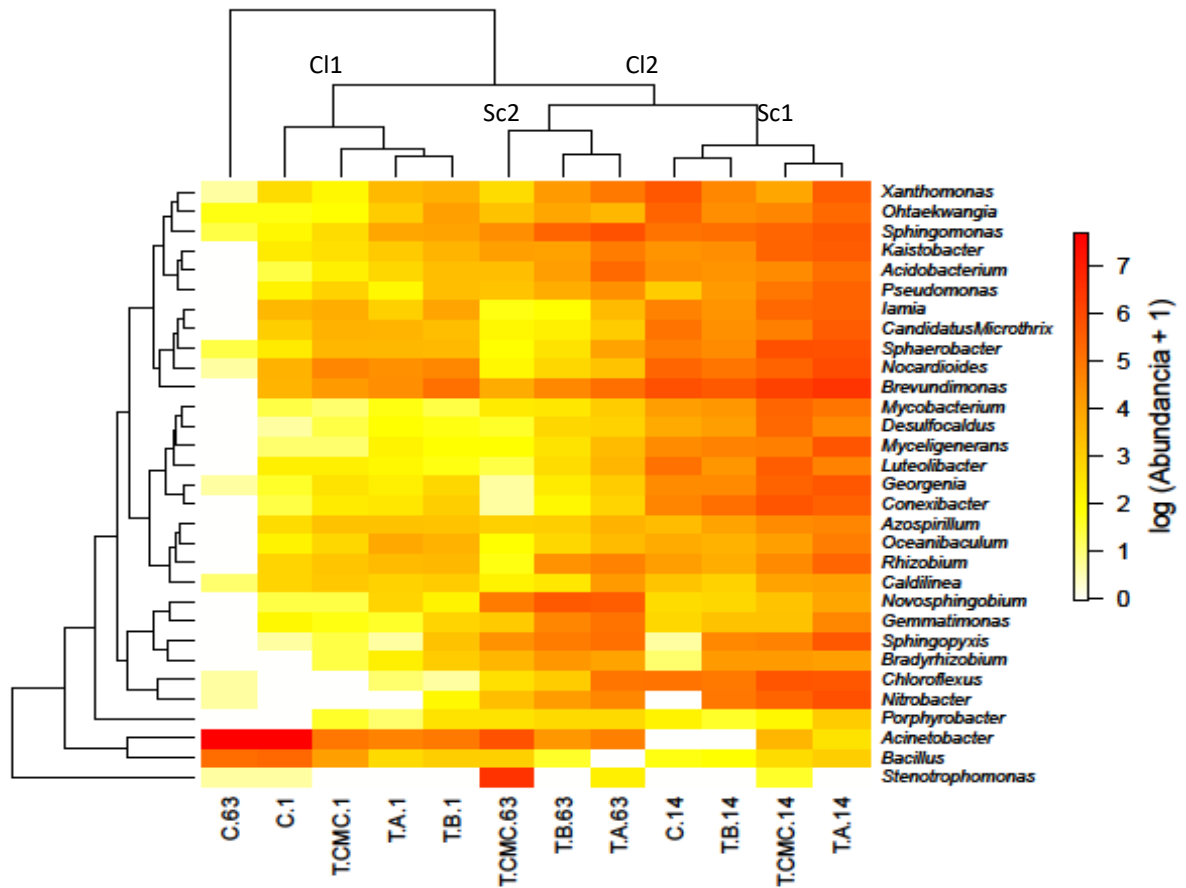 Cl1
Cl2
Sc2
Sc1
Xanthomonas
Ohtaekwangia
Sphingomonas
Kaistobacter
Acidobacterium
Pseudomonas
Iamia
CandidatusMicrothrix
Sphaerobacter
Nocardioides
Brevundimonas
Mycobacterium
Desulfocaldus
Myceligenerans
Luteolibacter
Georgenia
Conexibacter
Azospirillum
Oceanibaculum
Rhizobium
Caldilinea
Novosphingobium
Gemmatimonas
Sphingopyxis
Bradyrhizobium
Chloroflexus
Nitrobacter
Porphyrobacter
Acinetobacter
Bacillus
Stenotrophomonas
7
6
5
4
3
2
1
0
log (Abundancia + 1)
C.63
C.1
T.CMC.1
T.A.1
T.B.1
T.CMC.63
T.B.63
T.A.63
C.14
T.B.14
T.CMC.14
T.A.14